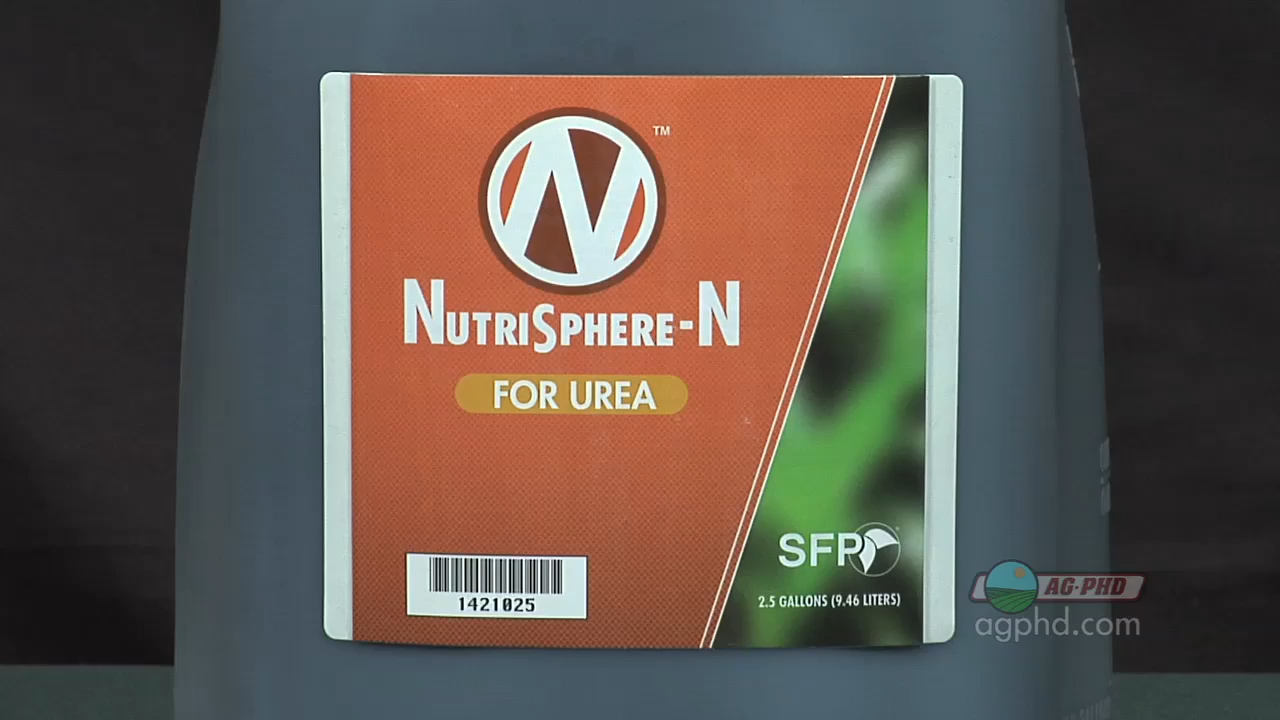 N
TM
NUTRISPHERE-N
FOR UREA
1421025
SFP
2.5 GALLONS (9.46 LITERS)
AG·PHD
agphd.com